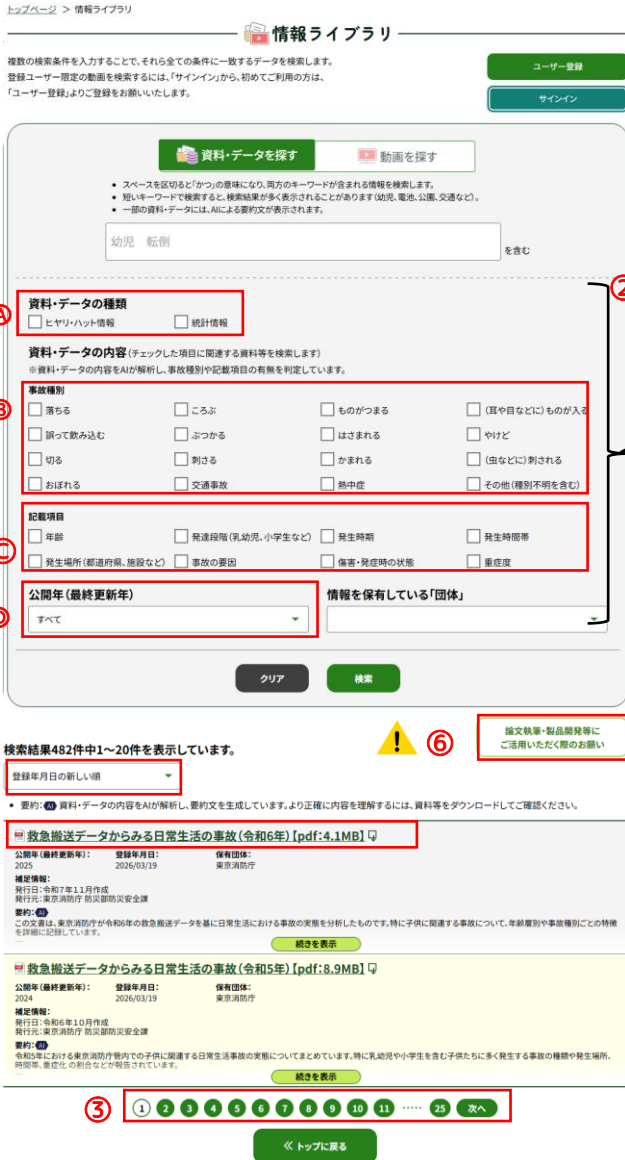 トップページ > 情報ライブラリ
情報ライブラリ
複数の検索条件を入力することで、それら全ての条件に一致するデータを検索します。
登録ユーザー限定の動画を検索するには、「サインイン」から、初めてご利用の方は、
「ユーザー登録」よりご登録をお願いいたします。
ユーザー登録
サインイン
資料・データを探す
動画を探す
• スペースを区切ると「かつ」の意味になり、両方のキーワードが含まれる情報を検索します。
• 短いキーワードで検索すると、検索結果が多く表示されることがあります(幼児、電池、公園、交通など)。
• 一部の資料・データには、AIによる要約文が表示されます。
幼児 転倒
を含む
②
資料・データの種類
Ⓐ
ヒヤリ・ハット情報 統計情報
資料・データの内容(チェックした項目に関連する資料等を検索します)
※資料・データの内容をAIが解析し、事故種別や記載項目の有無を判定しています。
事故種別
Ⓑ
落ちる ころぶ ものがつまる (耳や目などに)ものが入る
誤って飲み込む ぶつかる はさまれる やけど
切る 刺さる かまれる (虫などに)刺される
おぼれる 交通事故 熱中症 その他(種別不明を含む)
記載項目
年齢 発達段階(乳幼児、小学生など) 発生時期 発生時間帯
Ⓒ
発生場所(都道府県、施設など) 事故の要因 傷害・発症時の状態 重症度
公開年(最終更新年) 情報を保有している「団体」
Ⓓ
すべて
クリア 検索
⑥
論文執筆・製品開発等に
ご活用いただく際のお願い
検索結果482件中1~20件を表示しています。
登録年月日の新しい順
• 要約:AI 資料・データの内容をAIが解析し、要約文を生成しています。より正確に内容を理解するには、資料等をダウンロードしてご確認ください。
救急搬送データからみる日常生活の事故(令和6年)【pdf:4.1MB】
公開年(最終更新年): 登録年月日: 保有団体:
2025 2026/03/19 東京消防庁
補足情報:
発行日:令和7年11月作成
発行元:東京消防庁 防災部防災安全課
要約:AI
この文書は、東京消防庁が令和6年の救急搬送データを基に日常生活における事故の実態を分析したものです。特に子供に関連する事故について、年齢層別や事故種別ごとの特徴
を詳細に記録しています。
…
続きを表示
救急搬送データからみる日常生活の事故(令和5年)【pdf:8.9MB】
公開年(最終更新年): 登録年月日: 保有団体:
2024 2026/03/19 東京消防庁
補足情報:
発行日:令和6年10月作成
発行元:東京消防庁 防災部防災安全課
要約:AI
令和5年における東京消防庁管内での子供に関連する日常生活事故の実態についてまとめています。特に乳幼児や小学生を含む子供たちに多く発生する事故の種類や発生場所、
時間帯、重症化の割合などが報告されています。
…
続きを表示
③
1 2 3 4 5 6 7 8 9 10 11 ..... 25 次へ
≪ トップに戻る